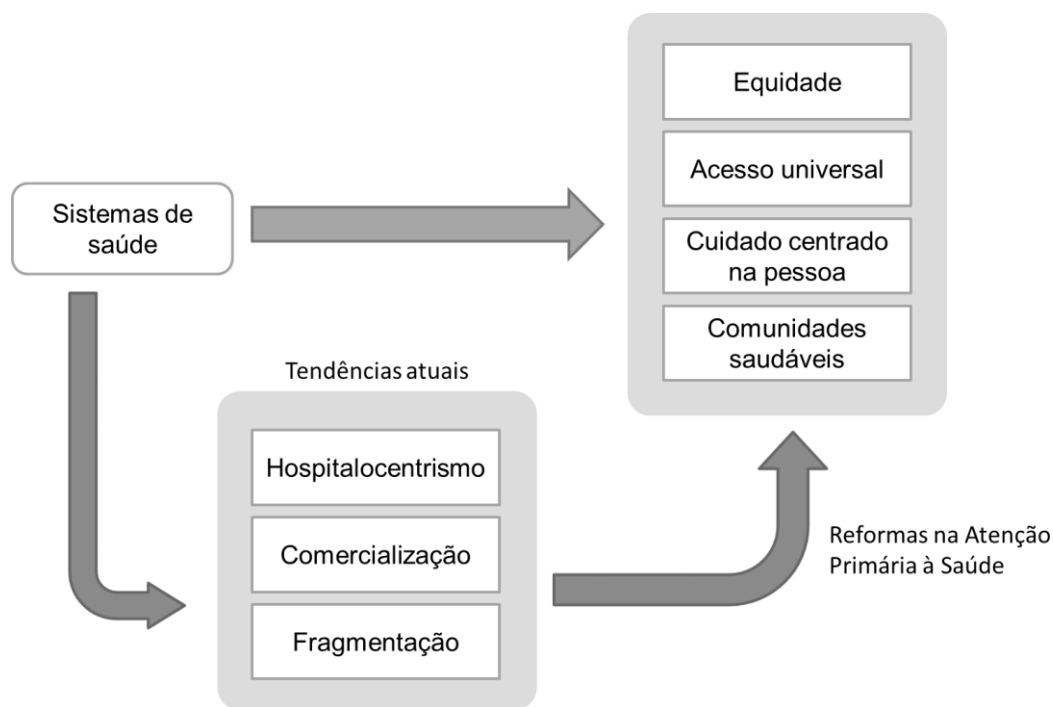 Equidade
Acesso universal
Sistemas de
saúde
Cuidado centrado
na pessoa
Comunidades
saudáveis
Tendências atuais
Hospitalocentrismo
Comercialização
Fragmentação
Reformas na Atenção
Primária à Saúde